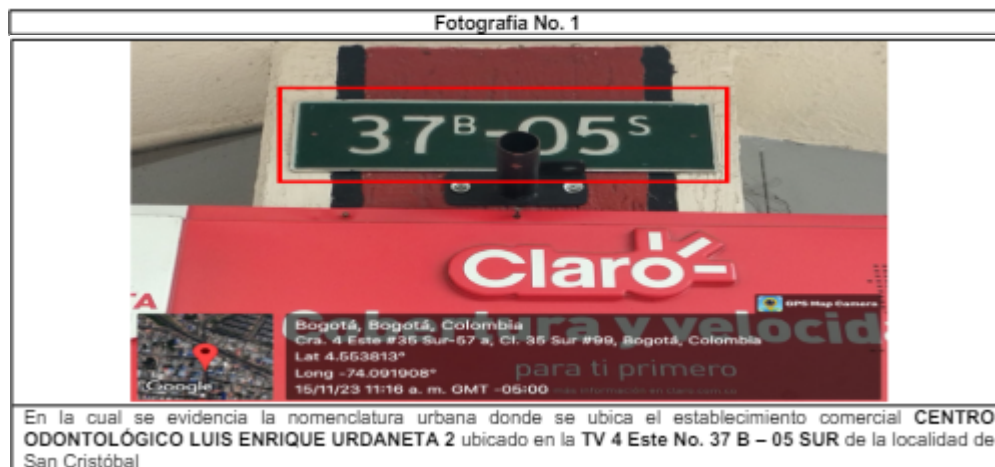 Fotografía No. 1
37B-05S
Claro
GPS Map Camera
Bogotá, Bogotá, Colombia
Cra. 4 Este #35 Sur-57 a, Cl. 35 Sur #99, Bogotá, Colombia
Lat 4.553813°
Long -74.091908°
15/11/23 11:16 a. m. GMT -05:00
Google
y velocid
para ti primero
En la cual se evidencia la nomenclatura urbana donde se ubica el establecimiento comercial CENTRO
ODONTOLÓGICO LUIS ENRIQUE URDANETA 2 ubicado en la TV 4 Este No. 37 B – 05 SUR de la localidad de
San Cristóbal